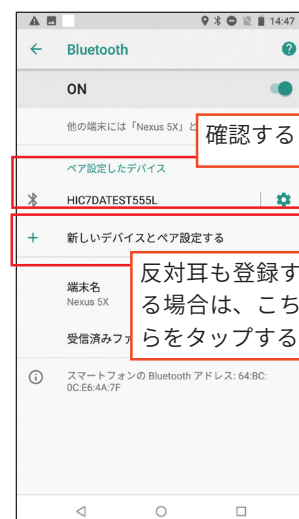 14:47
Bluetooth
ON
他の端末には「Nexus 5X」と
確認する
ペア設定したデバイス
HIC7DATEST555L
新しいデバイスとペア設定する
反対耳も登録す
る場合は、こち
らをタップする
端末名
Nexus 5X
受信済みファ
スマートフォンの Bluetooth アドレス: 64:BC:
0C:E6:4A:7F